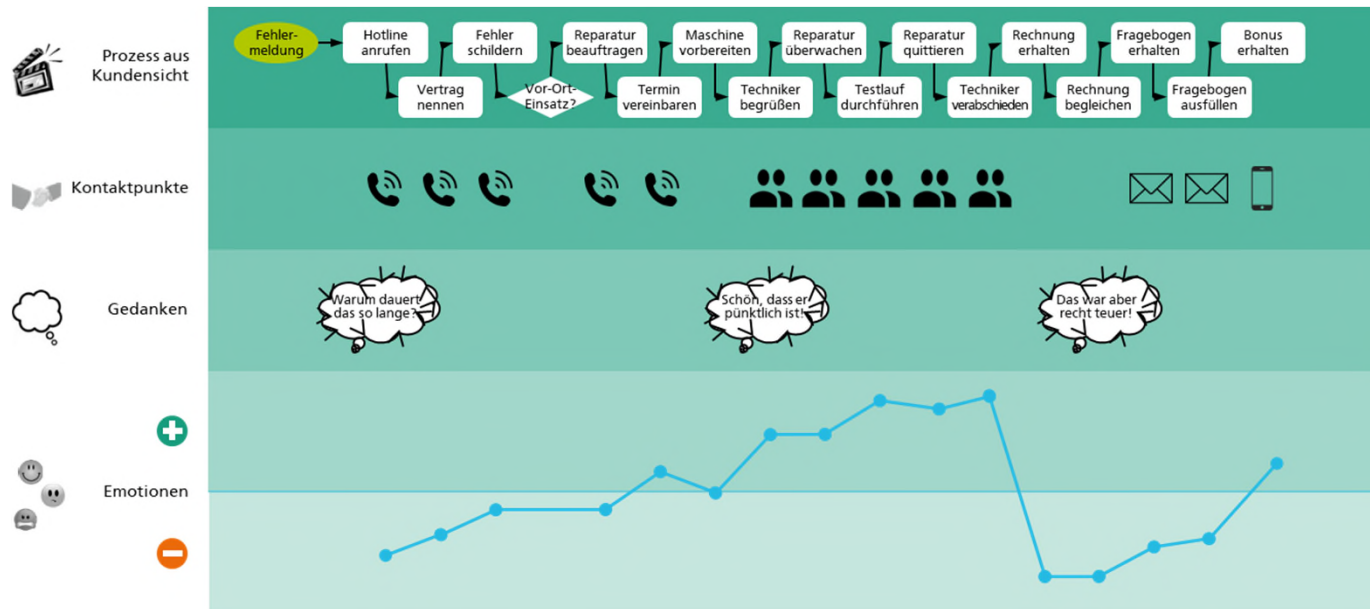 Prozess aus
Kundensicht
Fehler-
meldung
Hotline
anrufen
Vertrag
nennen
Fehler
schildern
Vor-Ort-
Einsatz?
Reparatur
beauftragen
Termin
vereinbaren
Maschine
vorbereiten
Techniker
begrüßen
Reparatur
überwachen
Testlauf
durchführen
Reparatur
quittieren
Techniker
verabschieden
Rechnung
erhalten
Rechnung
begleichen
Fragebogen
erhalten
Fragebogen
ausfüllen
Bonus
erhalten
Kontaktpunkte
Gedanken
Warum dauert
das so lange?
Schön, dass er
pünktlich ist!
Das war aber
recht teuer!
Emotionen